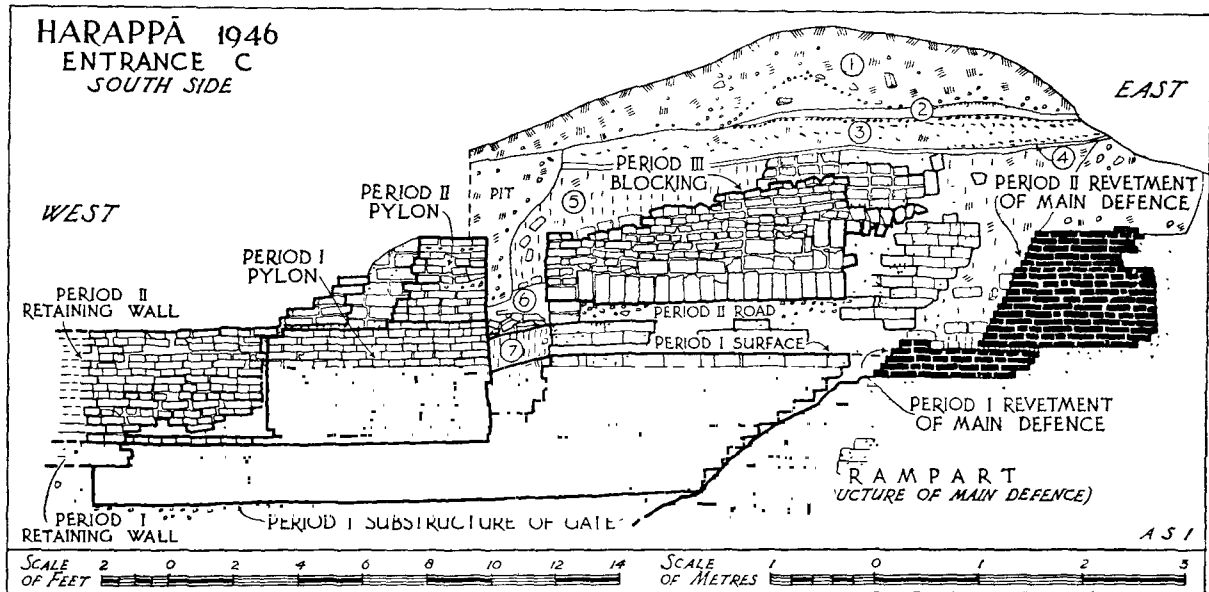 HARAPPĀ 1946
ENTRANCE C
SOUTH SIDE
EAST
WEST
1
2
3
4
PIT
5
PERIOD III
BLOCKING
PERIOD II
PYLON
PERIOD II REVETMENT
OF MAIN DEFENCE
PERIOD I
PYLON
PERIOD II
RETAINING WALL
6
PERIOD II ROAD
7
PERIOD I SURFACE
PERIOD I REVETMENT
OF MAIN DEFENCE
RAMPART
OF MAIN DEFENCE)
PERIOD I
RETAINING WALL
PERIOD I SUBSTRUCTURE OF GATE
A S I
SCALE
OF FEET
2 0 2 4 6 8 10 12 14
SCALE
OF METRES
1 0 1 2 3